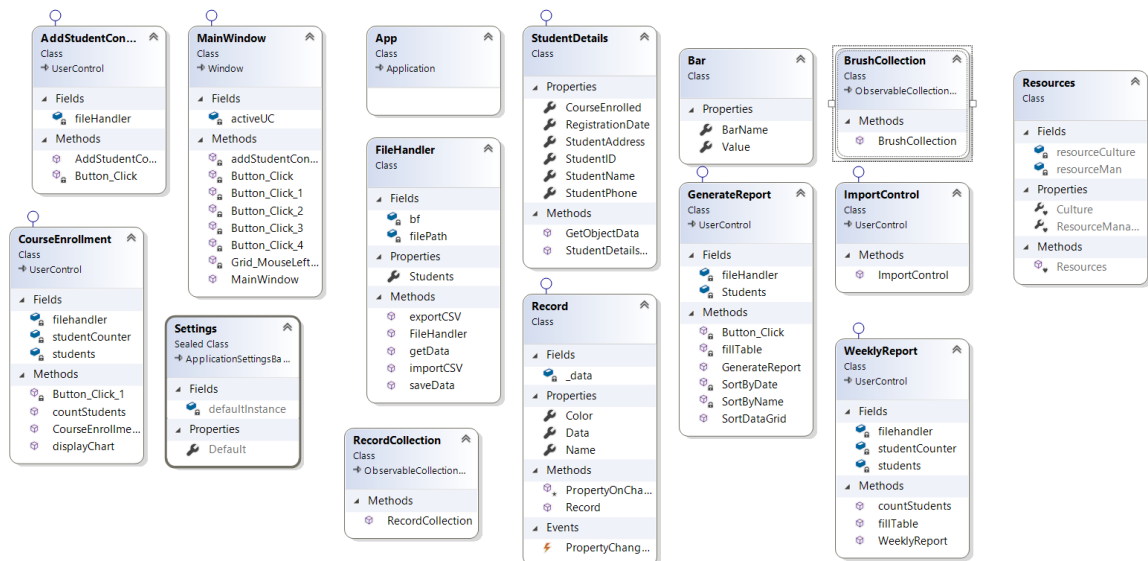 AddStudentCon...
Class
UserControl
Fields
fileHandler
Methods
AddStudentCo...
Button_Click
MainWindow
Class
Window
Fields
activeUC
Methods
addStudentCon...
Button_Click
Button_Click_1
Button_Click_2
Button_Click_3
Button_Click_4
Grid_MouseLeft...
MainWindow
App
Class
Application
StudentDetails
Class
Properties
CourseEnrolled
RegistrationDate
StudentAddress
StudentID
StudentName
StudentPhone
Methods
GetObjectData
StudentDetails...
Bar
Class
Properties
BarName
Value
BrushCollection
Class
ObservableCollection...
Methods
BrushCollection
Resources
Class
Fields
resourceCulture
resourceMan
Properties
Culture
ResourceMana...
Methods
Resources
FileHandler
Class
Fields
bf
filePath
Properties
Students
Methods
exportCSV
FileHandler
getData
importCSV
saveData
GenerateReport
Class
UserControl
Fields
fileHandler
Students
Methods
Button_Click
fillTable
GenerateReport
SortByDate
SortByName
SortDataGrid
ImportControl
Class
UserControl
Methods
ImportControl
CourseEnrollment
Class
UserControl
Fields
filehandler
studentCounter
students
Methods
Button_Click_1
countStudents
CourseEnrollme...
displayChart
Settings
Sealed Class
ApplicationSettingsBa...
Fields
defaultInstance
Properties
Default
Record
Class
Fields
_data
Properties
Color
Data
Name
Methods
PropertyOnCha...
Record
Events
PropertyChang...
WeeklyReport
Class
UserControl
Fields
filehandler
studentCounter
students
Methods
countStudents
fillTable
WeeklyReport
RecordCollection
Class
ObservableCollection...
Methods
RecordCollection